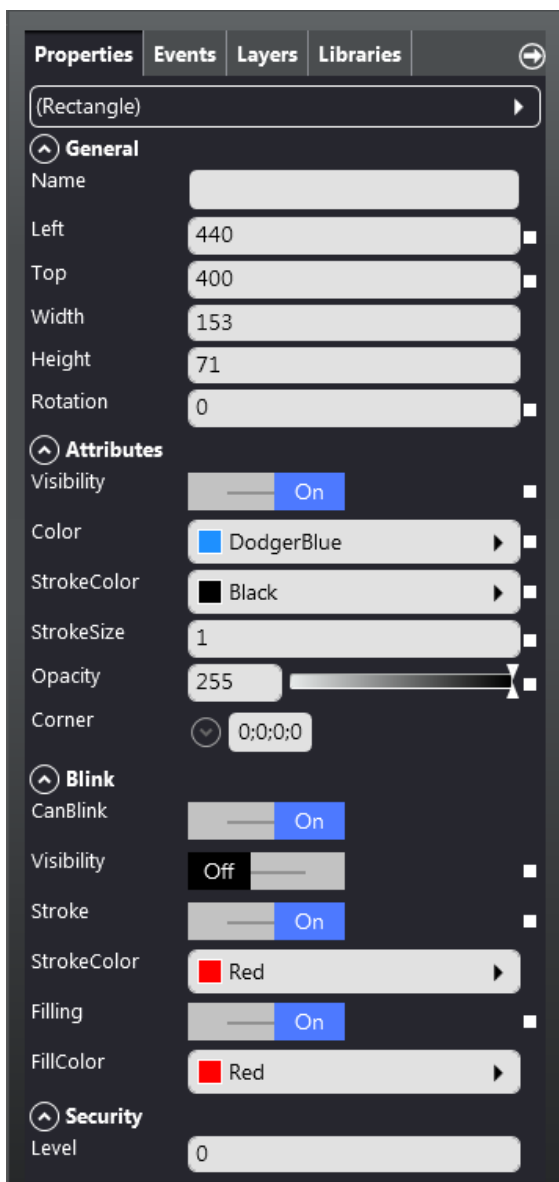 Properties Events Layers Libraries
(Rectangle)
General
Name
Left 440
Top 400
Width 153
Height 71
Rotation 0
Attributes
Visibility On
Color DodgerBlue
StrokeColor Black
StrokeSize 1
Opacity 255
Corner 0;0;0;0
Blink
CanBlink On
Visibility Off
Stroke On
StrokeColor Red
Filling On
FillColor Red
Security
Level 0